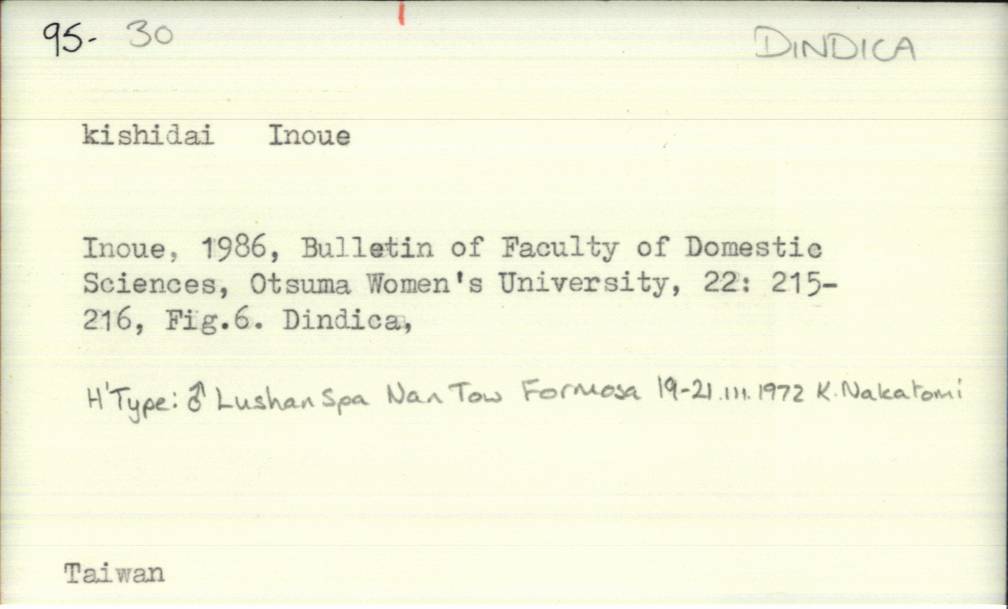 95- 30
DINDICA
kishidai Inoue
Inoue, 1986, Bulletin of Faculty of Domestic
Sciences, Otsuma Women's University, 22: 215-
216, Fig.6. Dindica,
H'Type: ♂ Lushan Spa Nan Tow Formosa 19-21.III.1972 K. Nakatomi
Taiwan